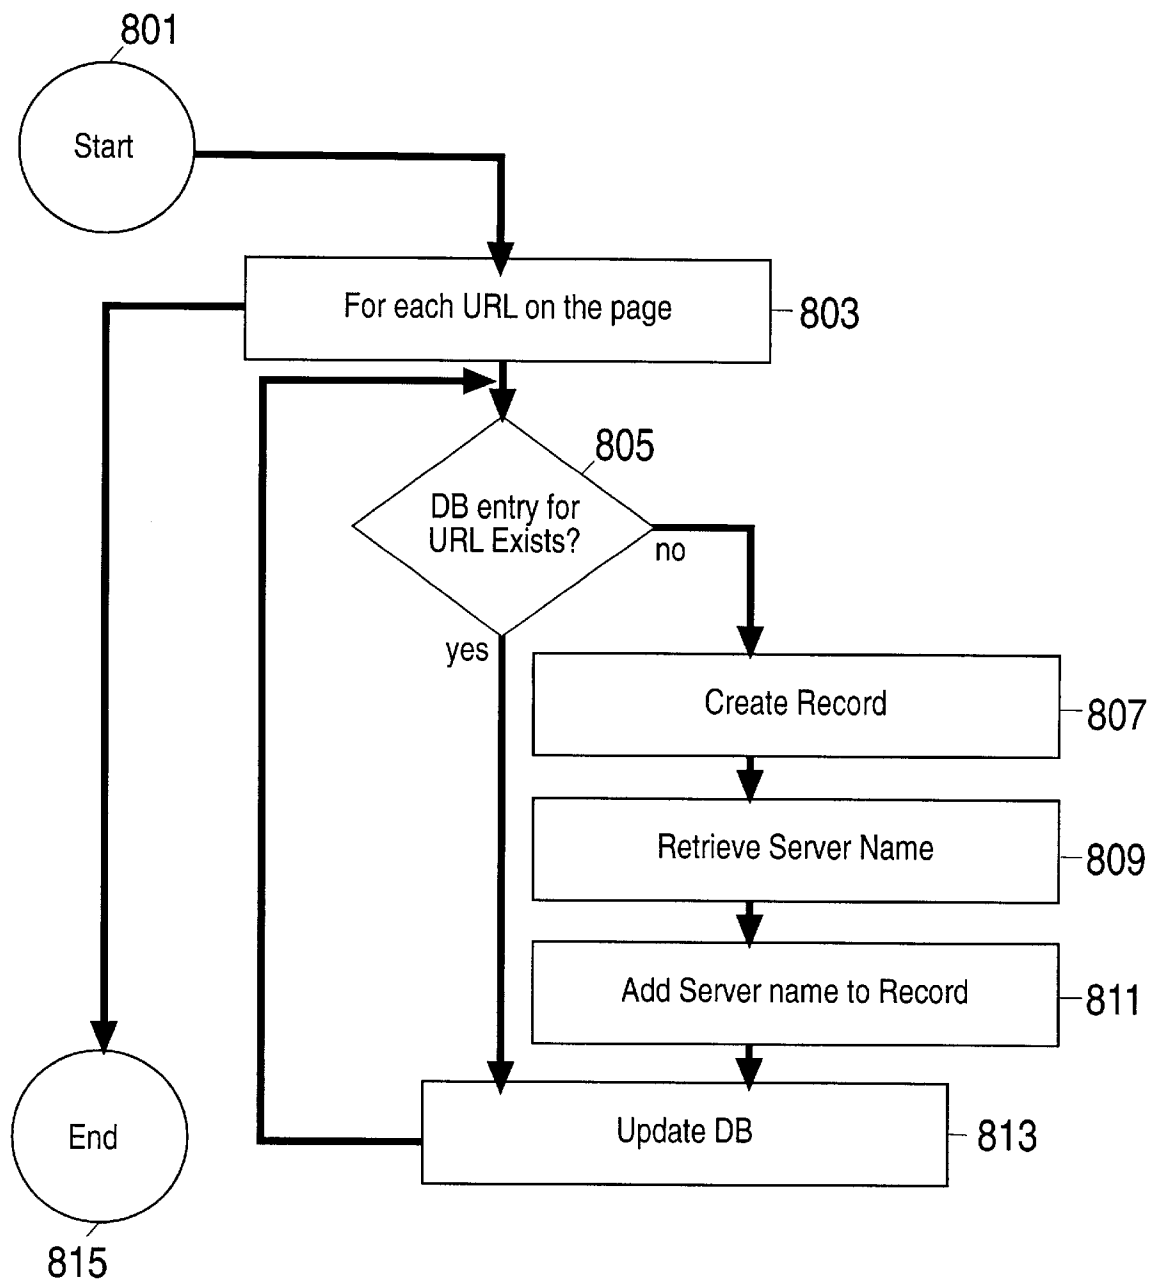 801
Start
For each URL on the page
803
805
DB entry for
URL Exists?
no
yes
Create Record
807
Retrieve Server Name
809
Add Server name to Record
811
Update DB
813
End
815